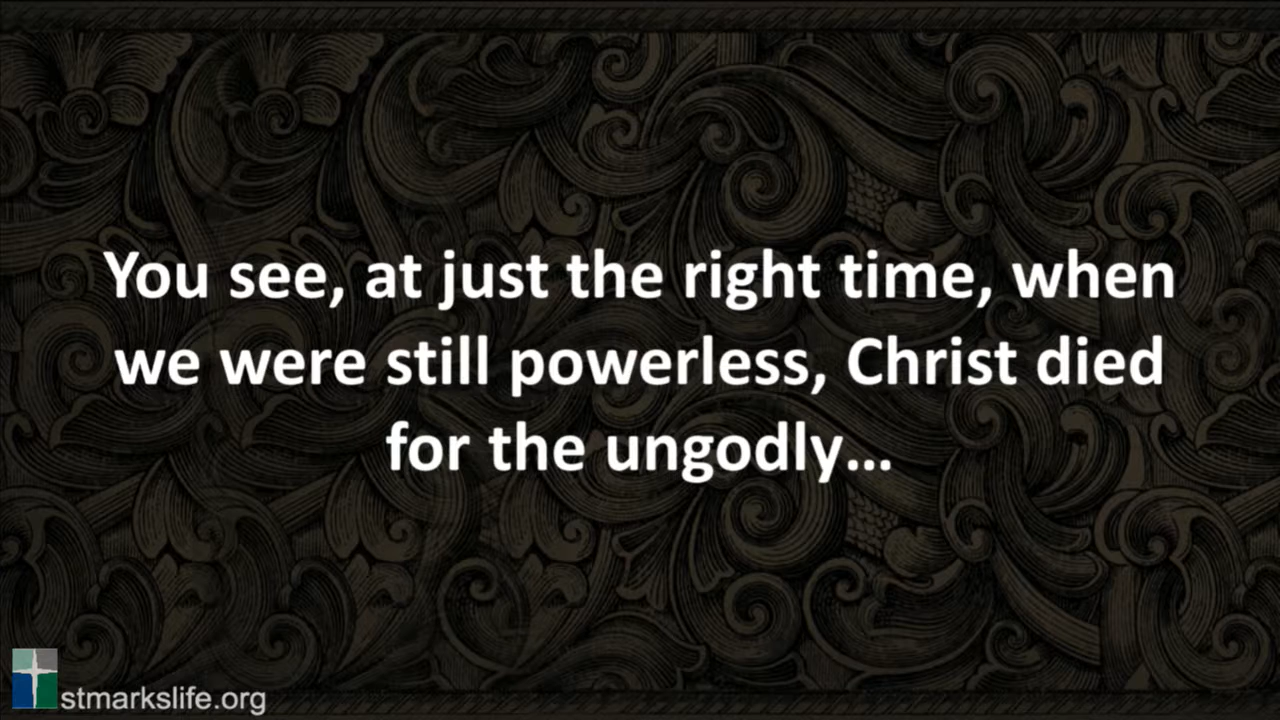 You see, at just the right time, when
we were still powerless, Christ died
for the ungodly...
stmarkslife.org